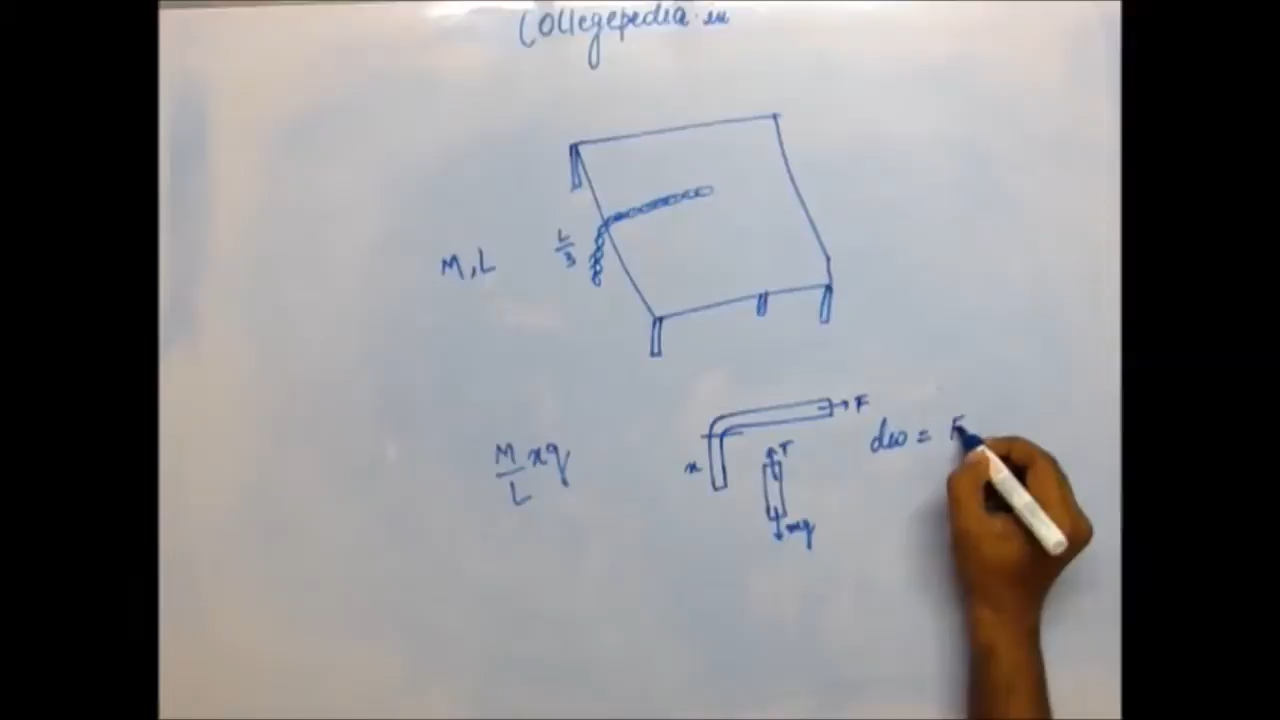 Collegepedia.in
M, L
L/3
F
dw = F
M/L xg
x
T
mg